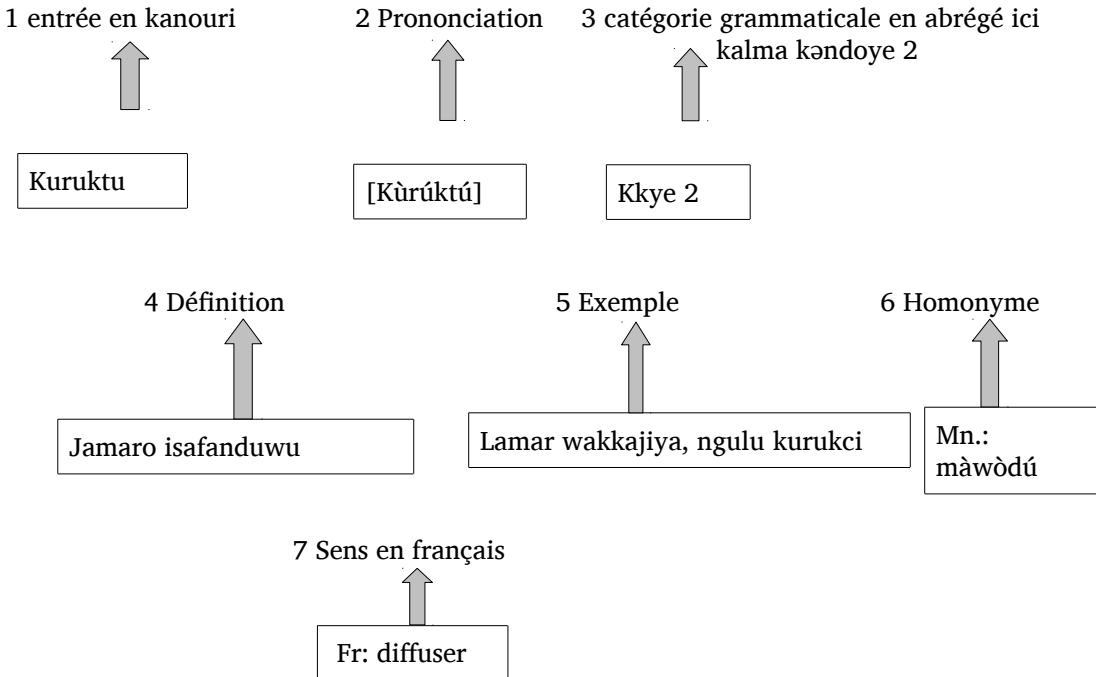 1 entrée en kanouri
2 Prononciation
3 catégorie grammaticale en abrégé ici
kalma kǝndoye 2
Kuruktu
[Kùrúktú]
Kkye 2
4 Définition
5 Exemple
6 Homonyme
Jamaro isafanduwu
Lamar wakkajiya, ngulu kurukci
Mn.:
màwòdú
7 Sens en français
Fr: diffuser